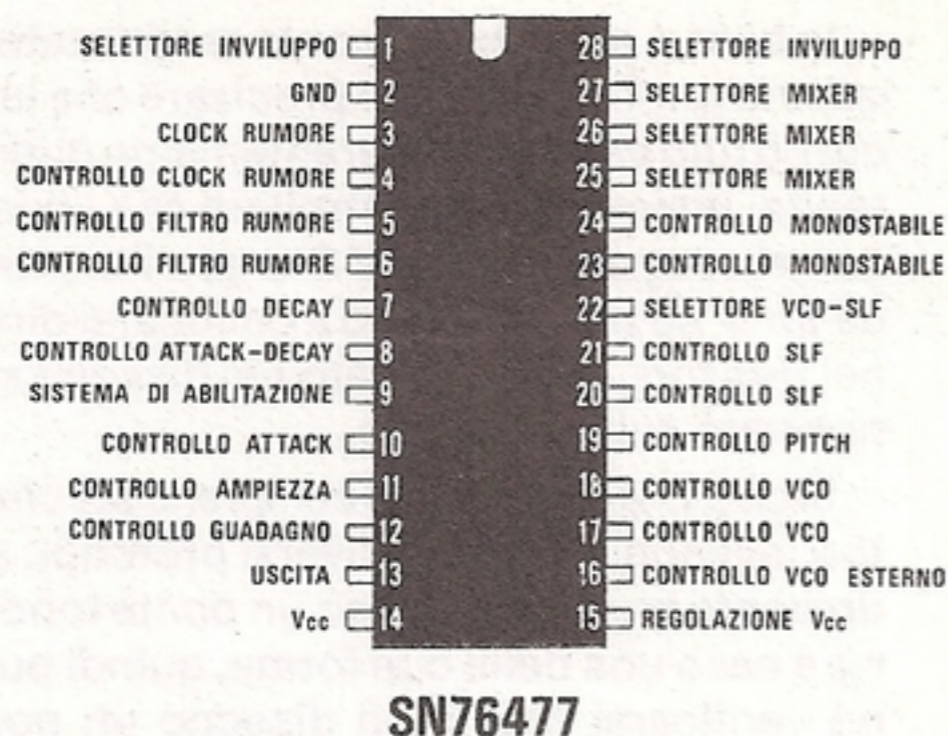 SELETTORE INVILUPPO 1
GND 2
CLOCK RUMORE 3
CONTROLLO CLOCK RUMORE 4
CONTROLLO FILTRO RUMORE 5
CONTROLLO FILTRO RUMORE 6
CONTROLLO DECAY 7
CONTROLLO ATTACK-DECAY 8
SISTEMA DI ABILITAZIONE 9
CONTROLLO ATTACK 10
CONTROLLO AMPIEZZA 11
CONTROLLO GUADAGNO 12
USCITA 13
Vcc 14
28 SELETTORE INVILUPPO
27 SELETTORE MIXER
26 SELETTORE MIXER
25 SELETTORE MIXER
24 CONTROLLO MONOSTABILE
23 CONTROLLO MONOSTABILE
22 SELETTORE VCO-SLF
21 CONTROLLO SLF
20 CONTROLLO SLF
19 CONTROLLO PITCH
18 CONTROLLO VCO
17 CONTROLLO VCO
16 CONTROLLO VCO ESTERNO
15 REGOLAZIONE Vcc
SN76477